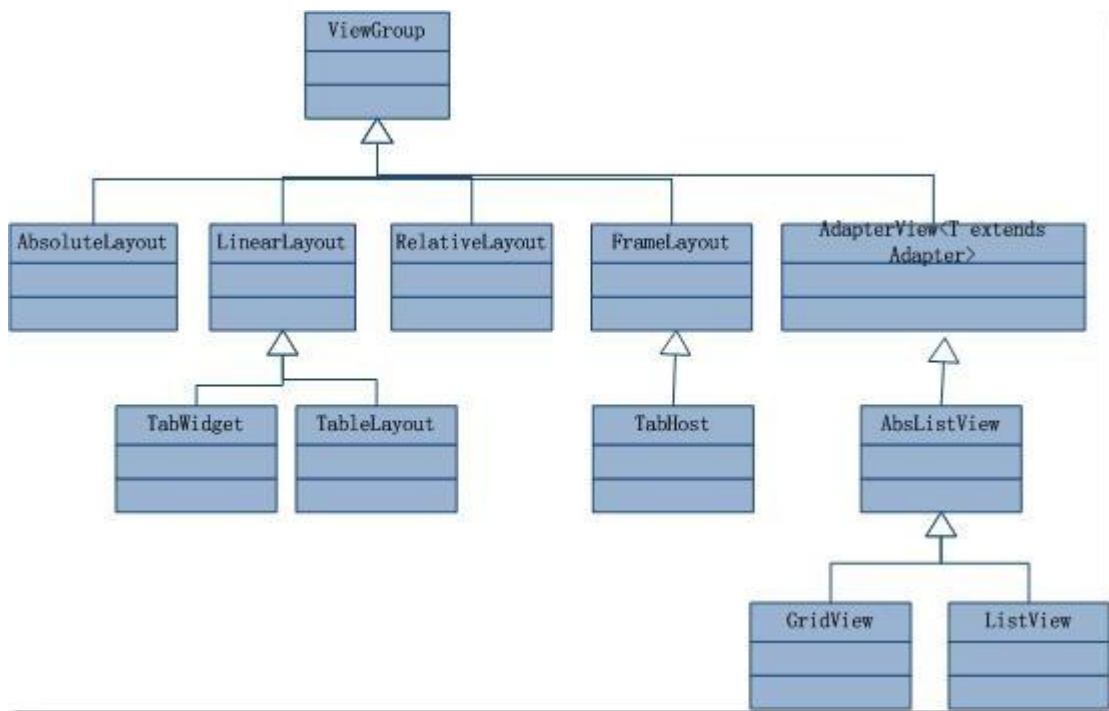 ViewGroup
AbsoluteLayout
LinearLayout
RelativeLayout
FrameLayout
AdapterView<T extends
Adapter>
TabWidget
TableLayout
TabHost
AbsListView
GridView
ListView